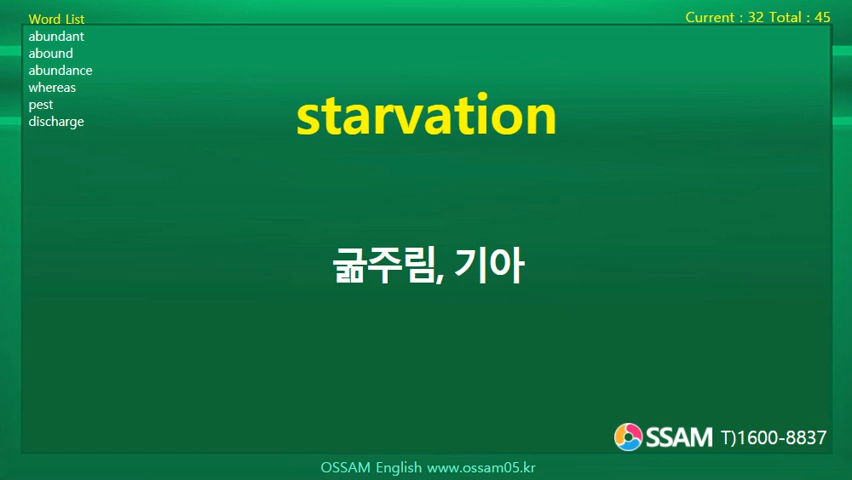 Word List
abundant
abound
abundance
whereas
pest
discharge
Current : 32 Total : 45
starvation
굶주림, 기아
OSSAM T)1600-8837
OSSAM English www.ossam05.kr